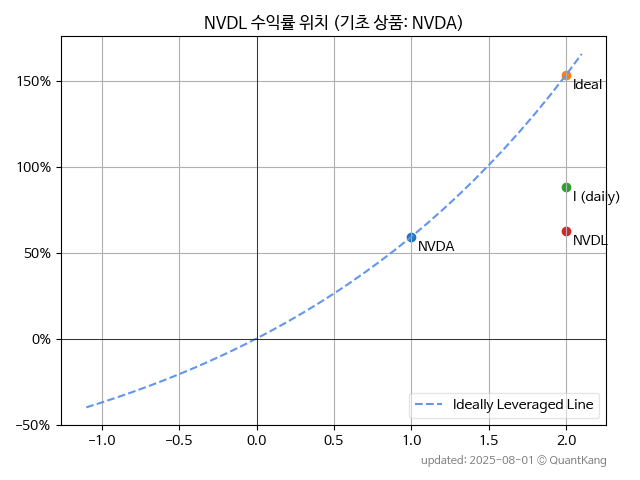 NVDL 수익률 위치 (기초 상품: NVDA)
150%
100%
50%
0%
−50%
Ideal
I (daily)
NVDL
NVDA
Ideally Leveraged Line
−1.0 −0.5 0.0 0.5 1.0 1.5 2.0
updated: 2025-08-01 © QuantKang